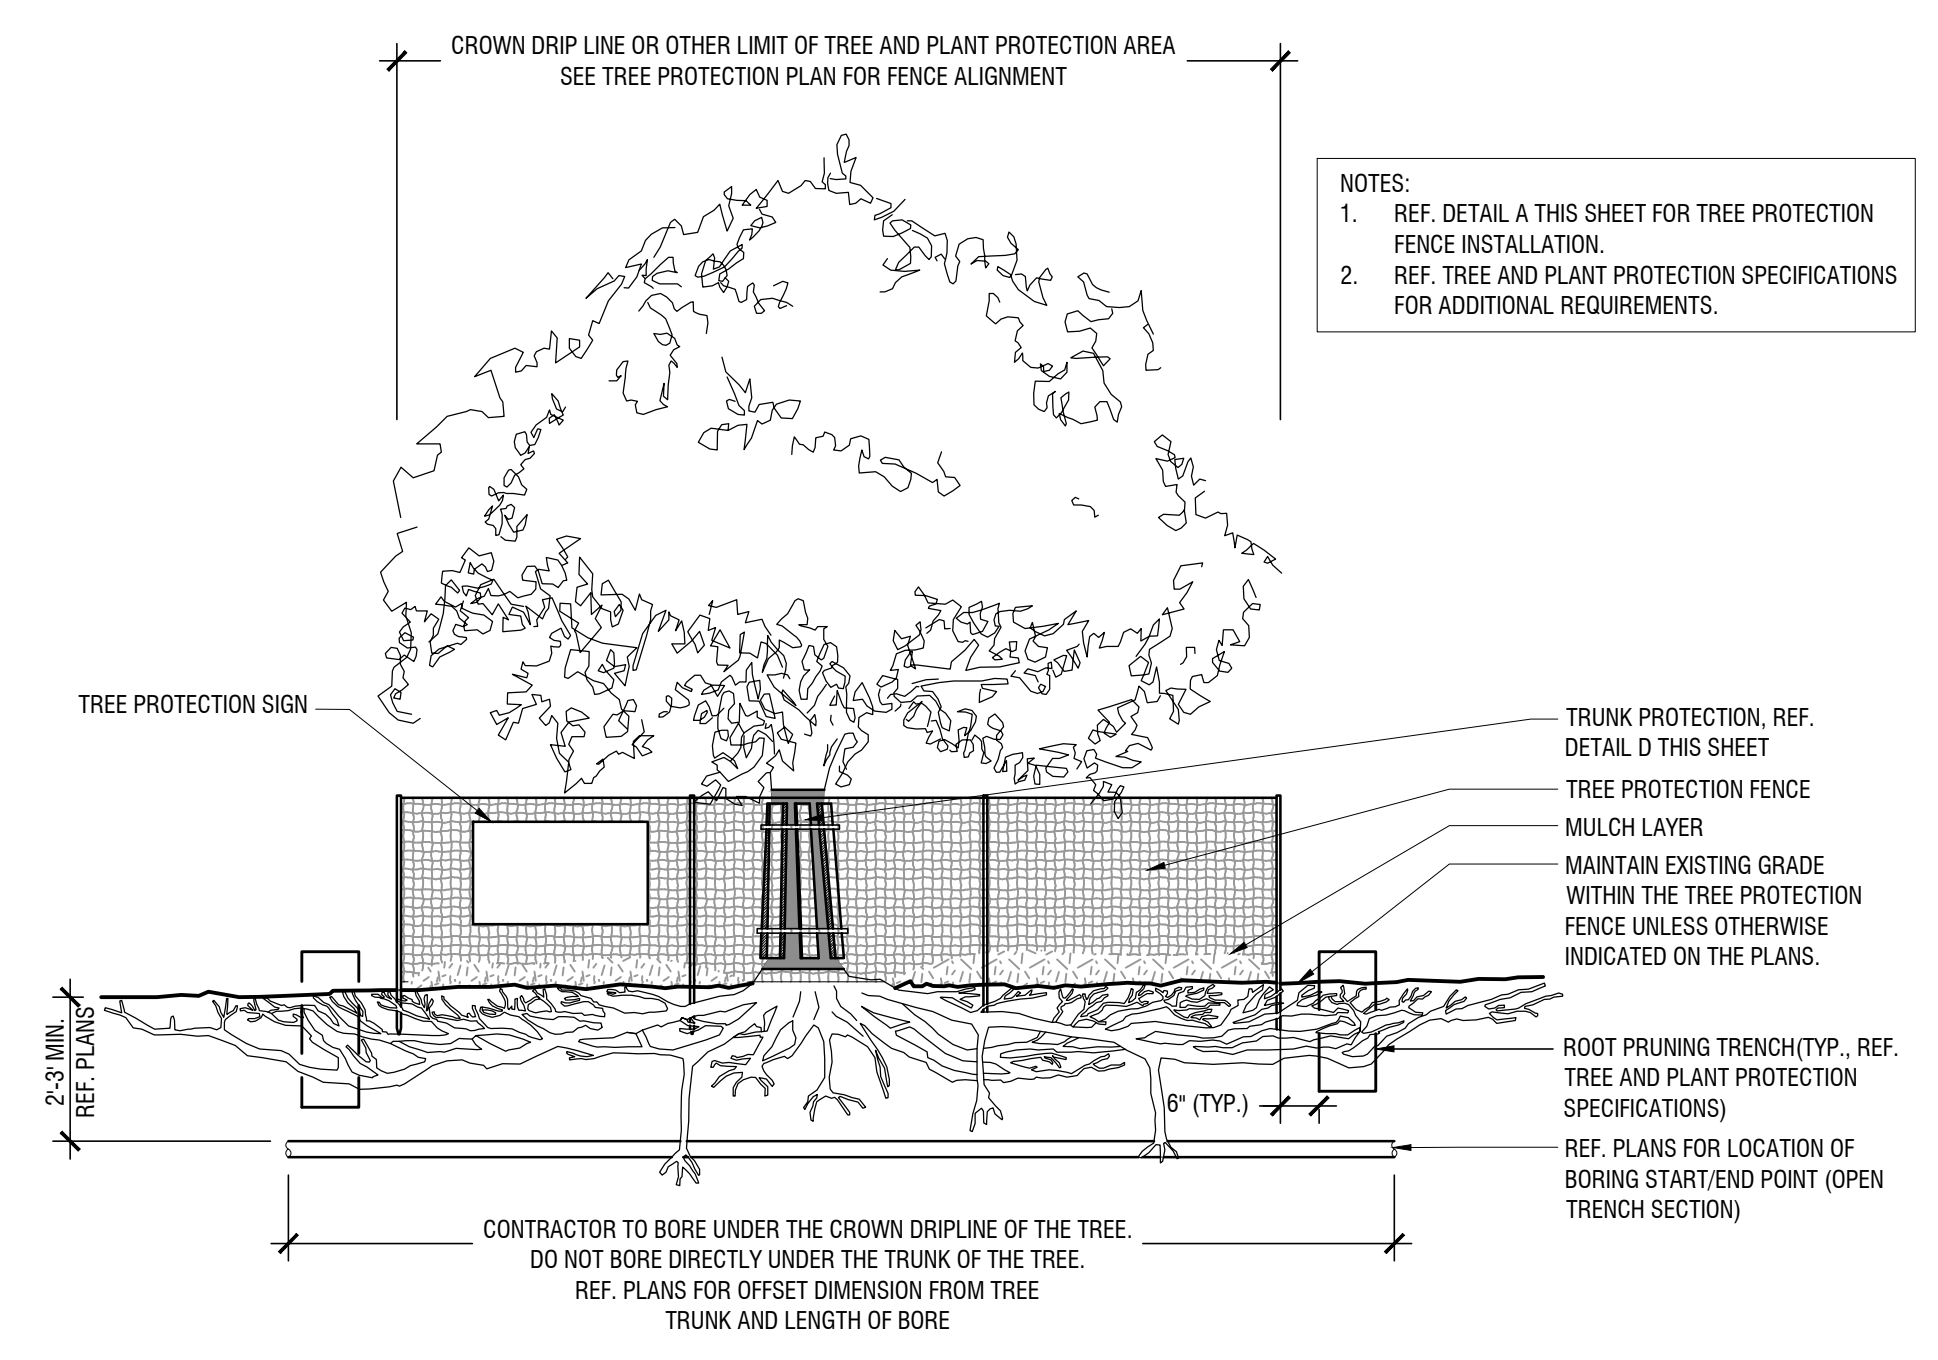 CROWN DRIP LINE OR OTHER LIMIT OF TREE AND PLANT PROTECTION AREA
SEE TREE PROTECTION PLAN FOR FENCE ALIGNMENT
NOTES:
1. REF. DETAIL A THIS SHEET FOR TREE PROTECTION
FENCE INSTALLATION.
2. REF. TREE AND PLANT PROTECTION SPECIFICATIONS
FOR ADDITIONAL REQUIREMENTS.
TREE PROTECTION SIGN
TRUNK PROTECTION, REF.
DETAIL D THIS SHEET
TREE PROTECTION FENCE
MULCH LAYER
MAINTAIN EXISTING GRADE
WITHIN THE TREE PROTECTION
FENCE UNLESS OTHERWISE
INDICATED ON THE PLANS.
2'-3' MIN.
REF. PLANS
ROOT PRUNING TRENCH(TYP., REF.
TREE AND PLANT PROTECTION
SPECIFICATIONS)
6" (TYP.)
REF. PLANS FOR LOCATION OF
BORING START/END POINT (OPEN
TRENCH SECTION)
CONTRACTOR TO BORE UNDER THE CROWN DRIPLINE OF THE TREE.
DO NOT BORE DIRECTLY UNDER THE TRUNK OF THE TREE.
REF. PLANS FOR OFFSET DIMENSION FROM TREE
TRUNK AND LENGTH OF BORE